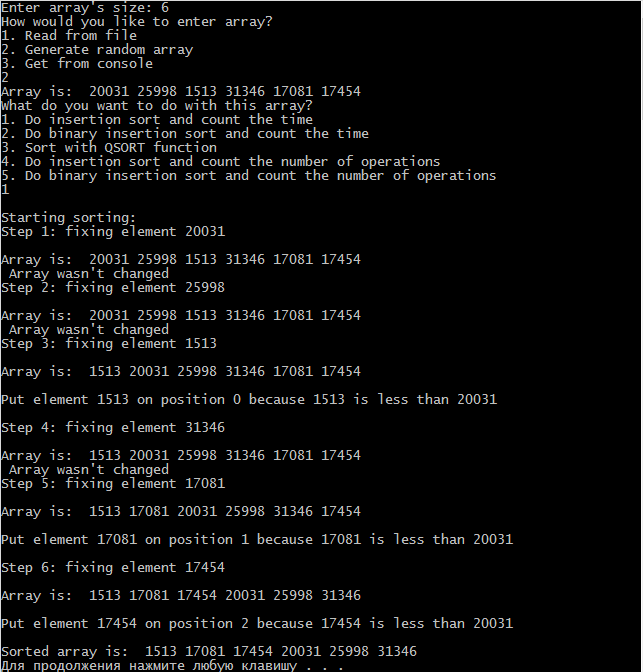 Enter array's size: 6
How would you like to enter array?
1. Read from file
2. Generate random array
3. Get from console
2
Array is:  20031 25998 1513 31346 17081 17454
What do you want to do with this array?
1. Do insertion sort and count the time
2. Do binary insertion sort and count the time
3. Sort with QSORT function
4. Do insertion sort and count the number of operations
5. Do binary insertion sort and count the number of operations
1
Starting sorting:
Step 1: fixing element 20031
Array is:  20031 25998 1513 31346 17081 17454
Array wasn't changed
Step 2: fixing element 25998
Array is:  20031 25998 1513 31346 17081 17454
Array wasn't changed
Step 3: fixing element 1513
Array is:  1513 20031 25998 31346 17081 17454
Put element 1513 on position 0 because 1513 is less than 20031
Step 4: fixing element 31346
Array is:  1513 20031 25998 31346 17081 17454
Array wasn't changed
Step 5: fixing element 17081
Array is:  1513 17081 20031 25998 31346 17454
Put element 17081 on position 1 because 17081 is less than 20031
Step 6: fixing element 17454
Array is:  1513 17081 17454 20031 25998 31346
Put element 17454 on position 2 because 17454 is less than 20031
Sorted array is:  1513 17081 17454 20031 25998 31346
Для продолжения нажмите любую клавишу . . .